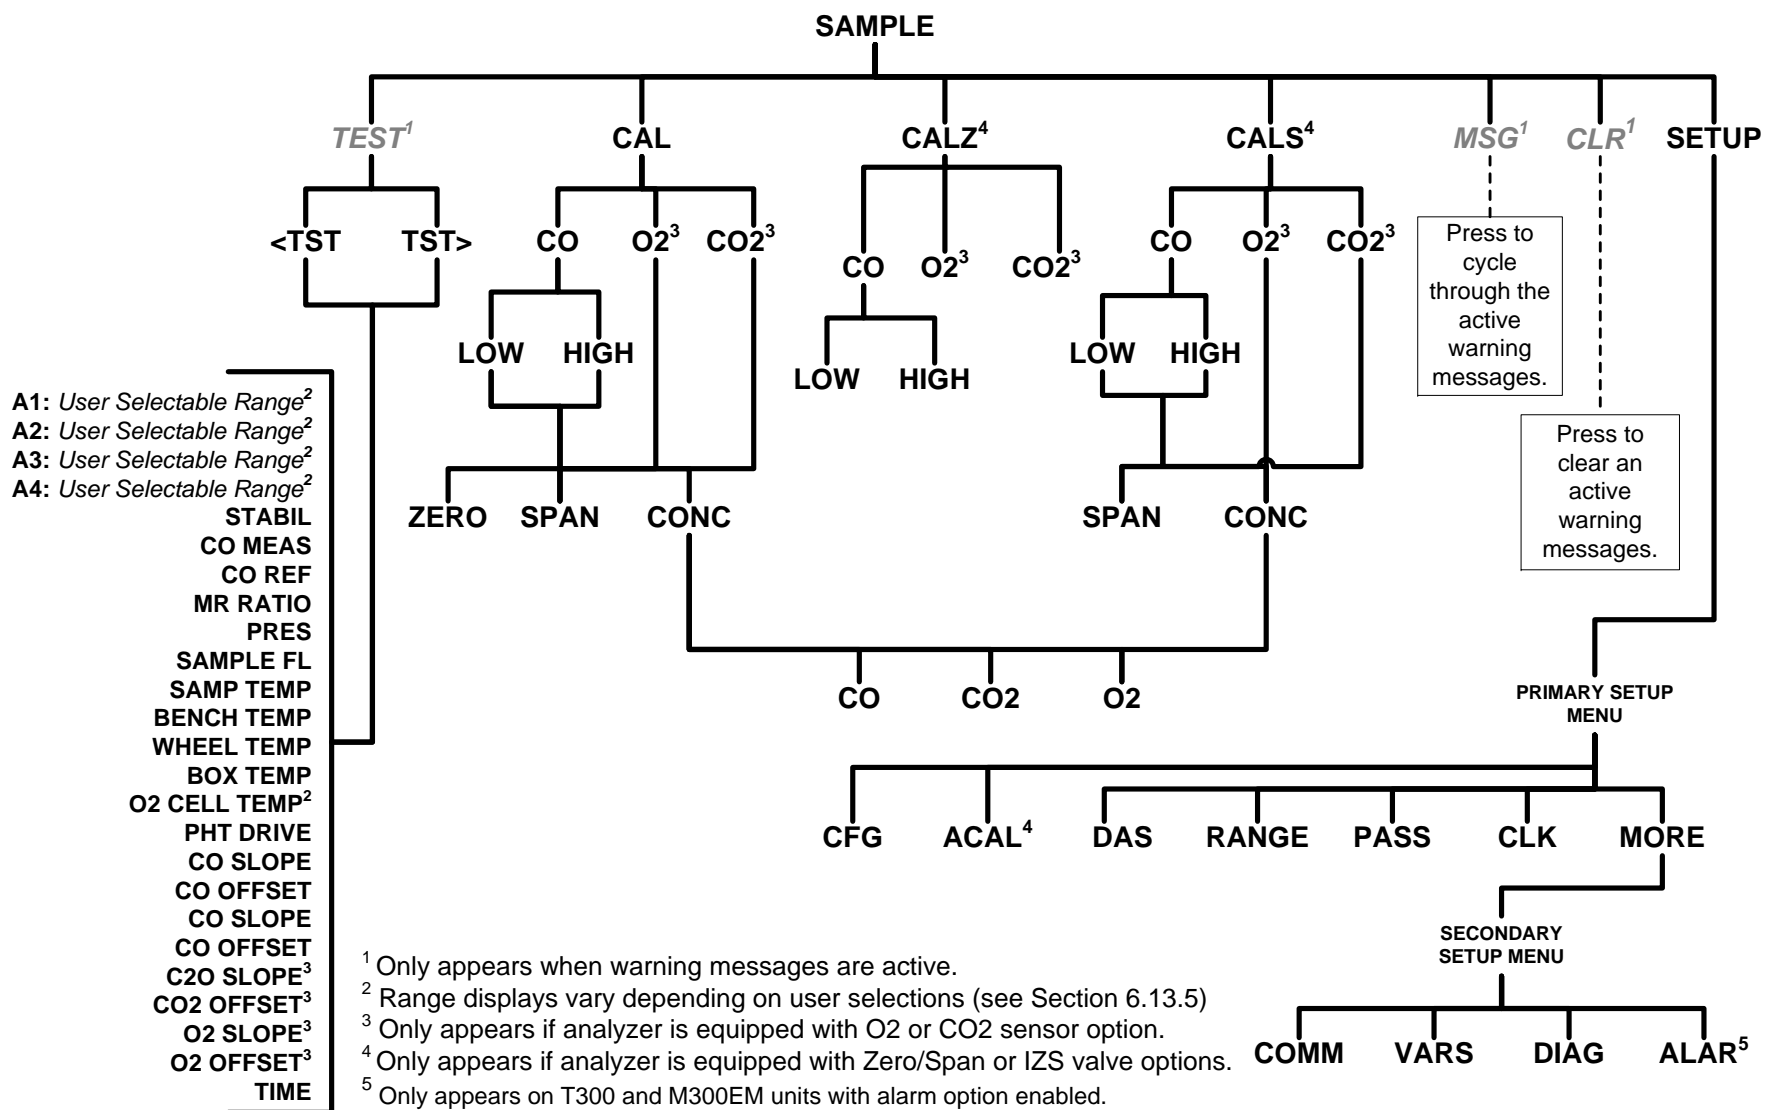 SAMPLE
TEST¹ CAL CALZ⁴ CALS⁴ MSG¹ CLR¹ SETUP
<TST TST> CO O2³ CO2³ CO O2³ CO2³ CO O2³ CO2³
LOW HIGH LOW HIGH LOW HIGH
Press to
cycle
through the
active
warning
messages.
Press to
clear an
active
warning
messages.
ZERO SPAN CONC SPAN CONC
CO CO2 O2
A1: User Selectable Range²
A2: User Selectable Range²
A3: User Selectable Range²
A4: User Selectable Range²
STABIL
CO MEAS
CO REF
MR RATIO
PRES
SAMPLE FL
SAMP TEMP
BENCH TEMP
WHEEL TEMP
BOX TEMP
O2 CELL TEMP²
PHT DRIVE
CO SLOPE
CO OFFSET
CO SLOPE
CO OFFSET
C2O SLOPE³
CO2 OFFSET³
O2 SLOPE³
O2 OFFSET³
TIME
PRIMARY SETUP
MENU
CFG ACAL⁴ DAS RANGE PASS CLK MORE
SECONDARY
SETUP MENU
COMM VARS DIAG ALAR⁵
¹ Only appears when warning messages are active.
² Range displays vary depending on user selections (see Section 6.13.5)
³ Only appears if analyzer is equipped with O2 or CO2 sensor option.
⁴ Only appears if analyzer is equipped with Zero/Span or IZS valve options.
⁵ Only appears on T300 and M300EM units with alarm option enabled.